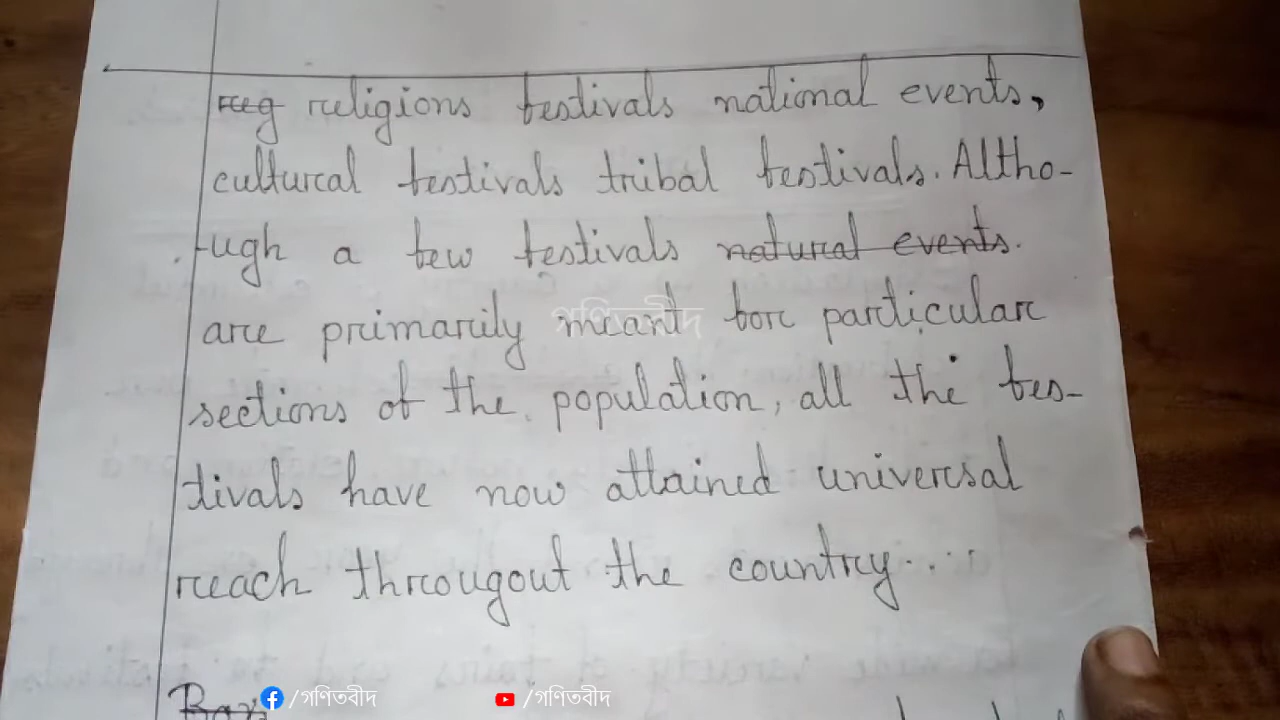 reg religions festivals national events,
cultural festivals tribal festivals. Altho-
ugh a few festivals natural events.
are primarily meant for particular
গণিতবীদ
sections of the population, all the fes-
tivals have now attained universal
reach througout the country...
/গণিতবীদ
/গণিতবীদ